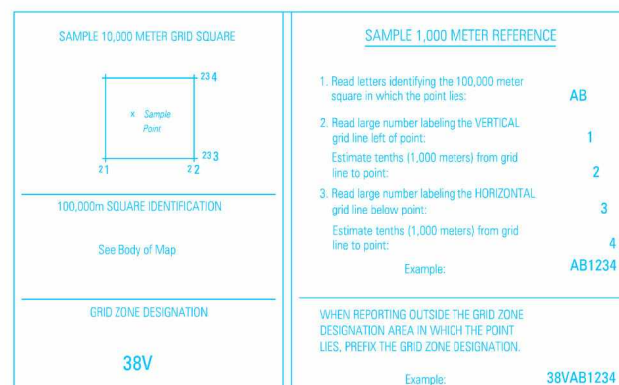 SAMPLE 10,000 METER GRID SQUARE
23 4
x Sample
Point
23 3
2 1
2 2
100,000m SQUARE IDENTIFICATION
See Body of Map
GRID ZONE DESIGNATION
38V
SAMPLE 1,000 METER REFERENCE
1. Read letters identifying the 100,000 meter
square in which the point lies: AB
2. Read large number labeling the VERTICAL
grid line left of point: 1
Estimate tenths (1,000 meters) from grid
line to point: 2
3. Read large number labeling the HORIZONTAL
grid line below point: 3
Estimate tenths (1,000 meters) from grid
line to point: 4
Example: AB1234
WHEN REPORTING OUTSIDE THE GRID ZONE
DESIGNATION AREA IN WHICH THE POINT
LIES, PREFIX THE GRID ZONE DESIGNATION.
Example: 38VAB1234